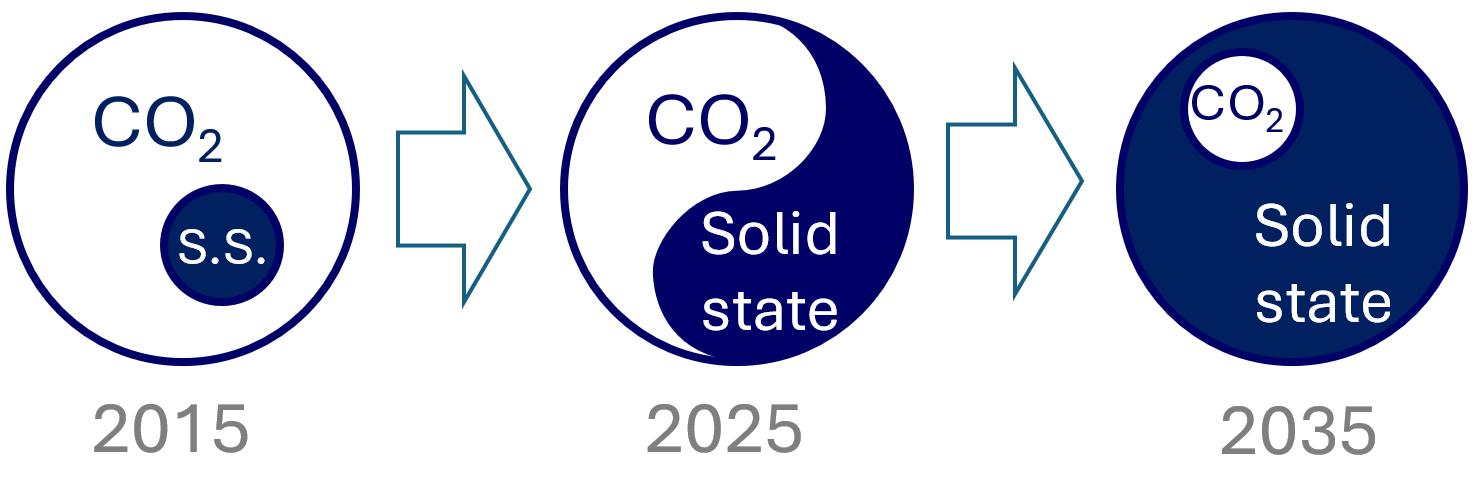 CO₂
S.S.
2015
CO₂
Solid
state
2025
CO₂
Solid
state
2035